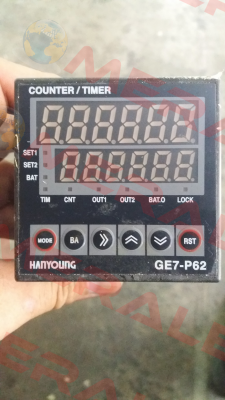 COUNTER / TIMER
SET1
SET2
BAT
TIM CNT OUT1 OUT2 BAT.O LOCK
MODE BA RST
HANYOUNG GE7-P62